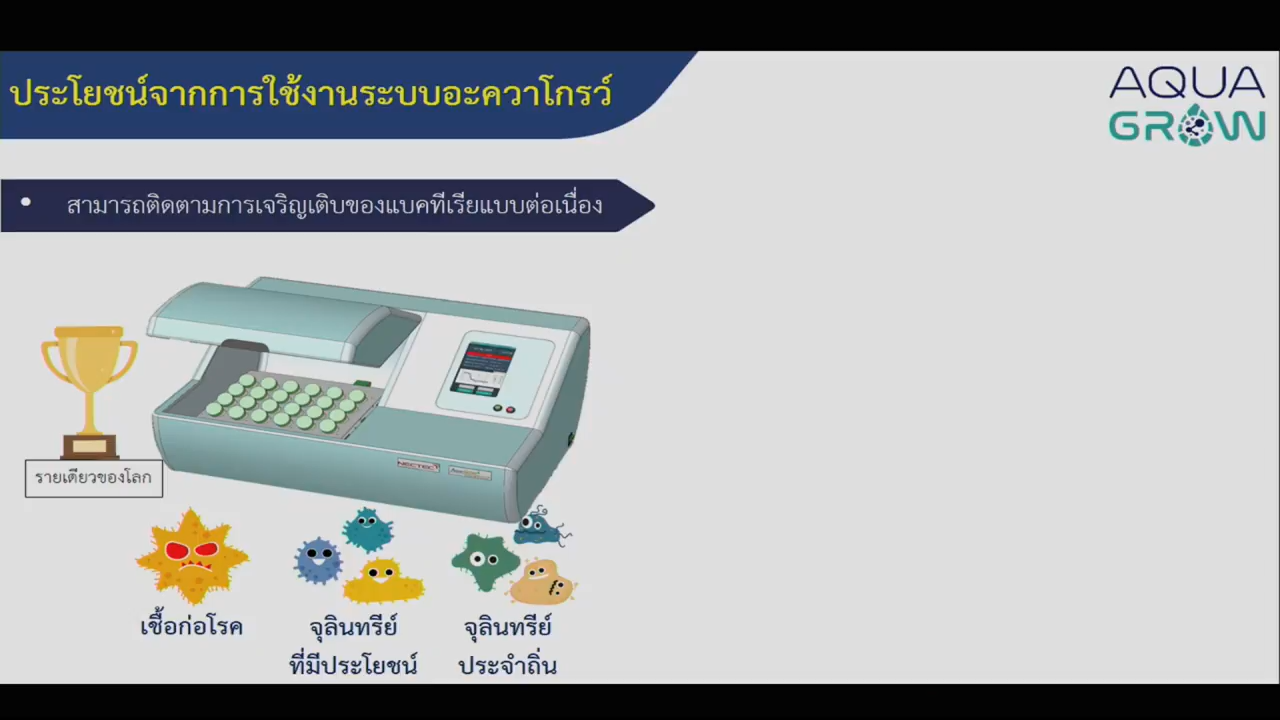 ประโยชน์จากการใช้งานระบบอะควาโกรว์
AQUA
GROW
• สามารถติดตามการเจริญเติบของแบคทีเรียแบบต่อเนื่อง
NECTEC
รายเดียวของโลก
เชื้อก่อโรค
จุลินทรีย์
ที่มีประโยชน์
จุลินทรีย์
ประจำถิ่น